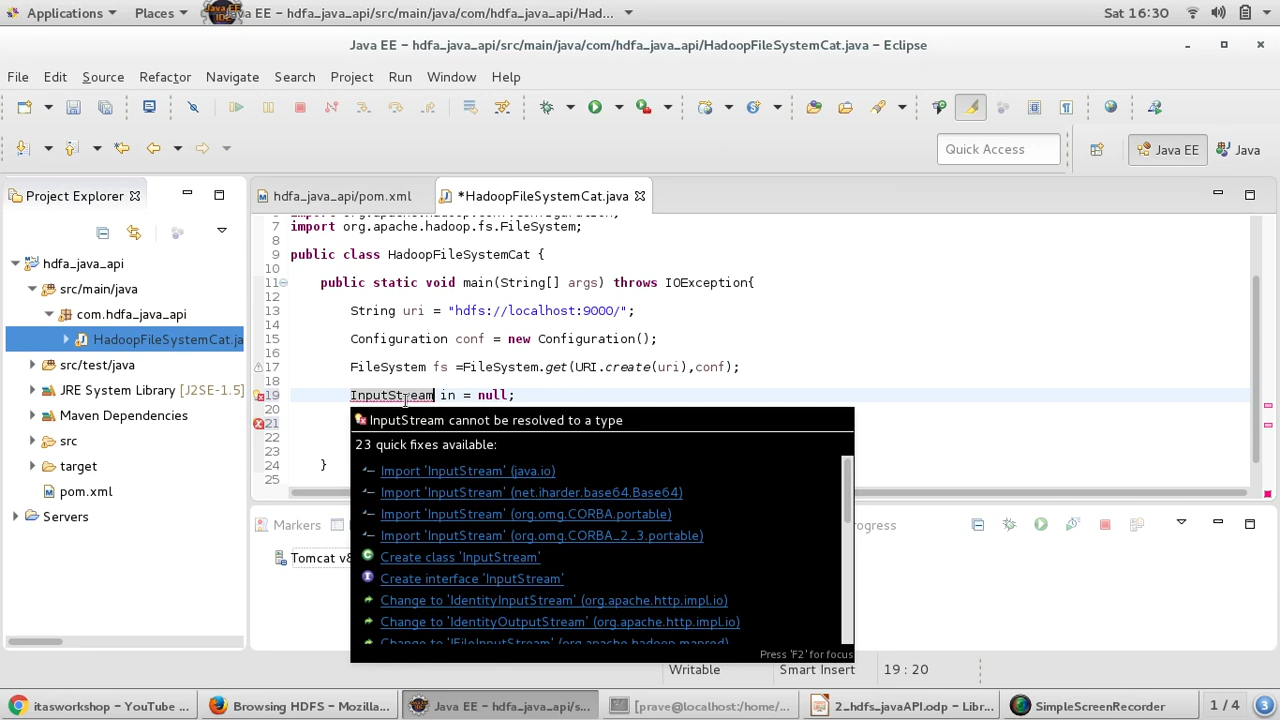 Applications Places Java EE – hdfa_java_api/src/main/java/com/hdfa_java_api/Had... Sat 16:30
Java EE – hdfa_java_api/src/main/java/com/hdfa_java_api/HadoopFileSystemCat.java – Eclipse
File Edit Source Refactor Navigate Search Project Run Window Help
Quick Access Java EE Java
Project Explorer hdfa_java_api/pom.xml *HadoopFileSystemCat.java
7 import org.apache.hadoop.fs.FileSystem;
8
hdfa_java_api 9 public class HadoopFileSystemCat {
10
src/main/java 11 public static void main(String[] args) throws IOException{
12
com.hdfa_java_api 13 String uri = "hdfs://localhost:9000/";
14
HadoopFileSystemCat.ja 15 Configuration conf = new Configuration();
16
src/test/java 17 FileSystem fs =FileSystem.get(URI.create(uri),conf);
18
JRE System Library [J2SE-1.5] 19 InputStream in = null;
20
Maven Dependencies 21 InputStream cannot be resolved to a type
src 22 23 quick fixes available:
23
target 24 } Import 'InputStream' (java.io)
25
pom.xml Import 'InputStream' (net.iharder.base64.Base64)
Servers Import 'InputStream' (org.omg.CORBA.portable)
Markers rogress
Import 'InputStream' (org.omg.CORBA_2_3.portable)
Tomcat v8 Create class 'InputStream'
Create interface 'InputStream'
Change to 'IdentityInputStream' (org.apache.http.impl.io)
Change to 'IdentityOutputStream' (org.apache.http.impl.io)
Change to 'IFileInputStream' (org.apache.hadoop.mapred)
Press 'F2' for focus
Writable Smart Insert 19 : 20
itasworkshop – YouTube ... Browsing HDFS – Mozilla... Java EE – hdfa_java_api/s... [prave@localhost:/home/... 2_hdfs_javaAPI.odp – Libr... SimpleScreenRecorder 1 / 4 3